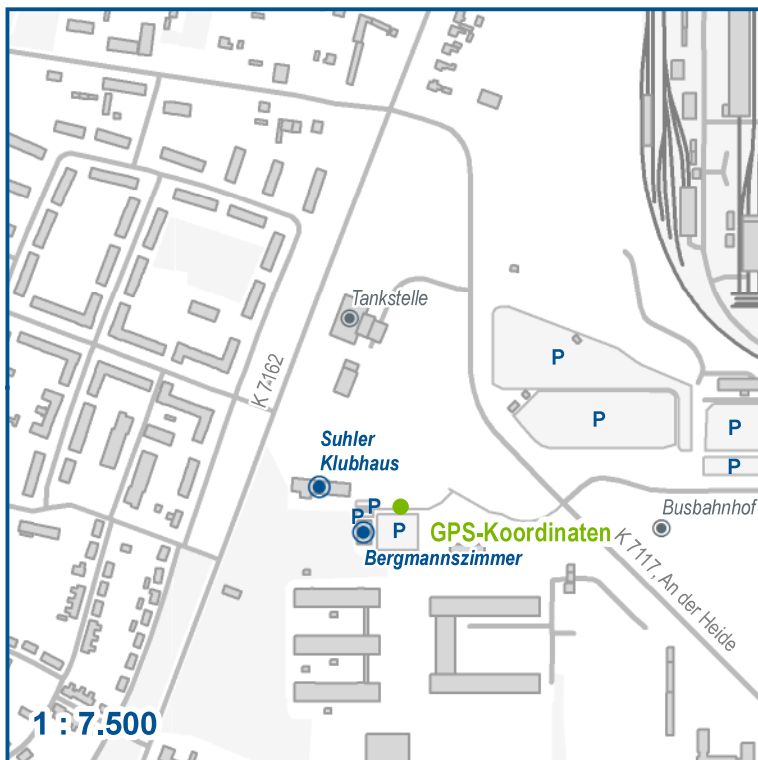 Tankstelle
K 7162
P
P
P
P
Suhler
Klubhaus
P
P
P
GPS-Koordinaten
Busbahnhof
Bergmannszimmer
K 7117, An der Heide
1 : 7.500